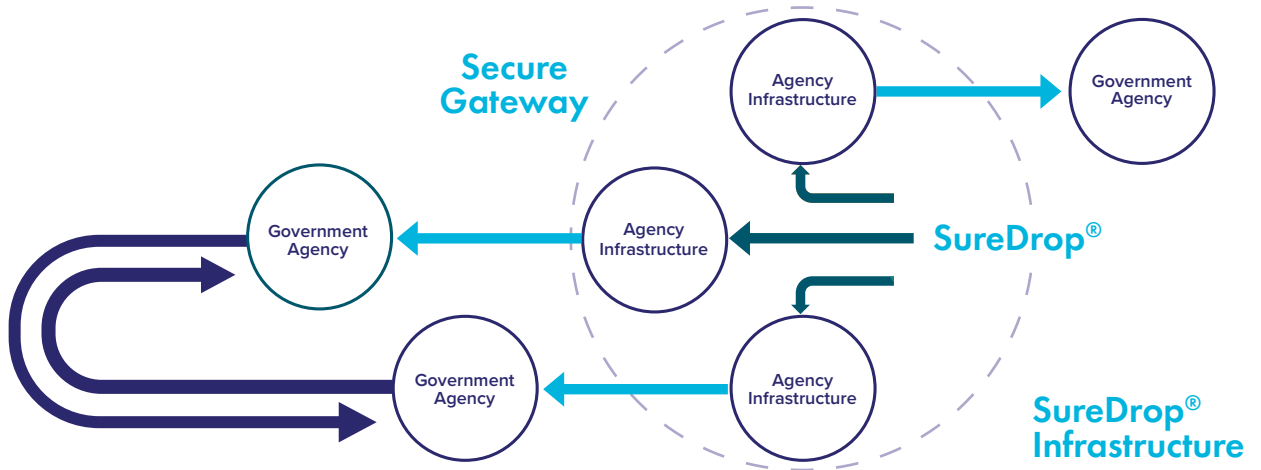 Secure
Gateway
Agency
Infrastructure
Government
Agency
Government
Agency
Agency
Infrastructure
SureDrop®
Government
Agency
Agency
Infrastructure
SureDrop®
Infrastructure